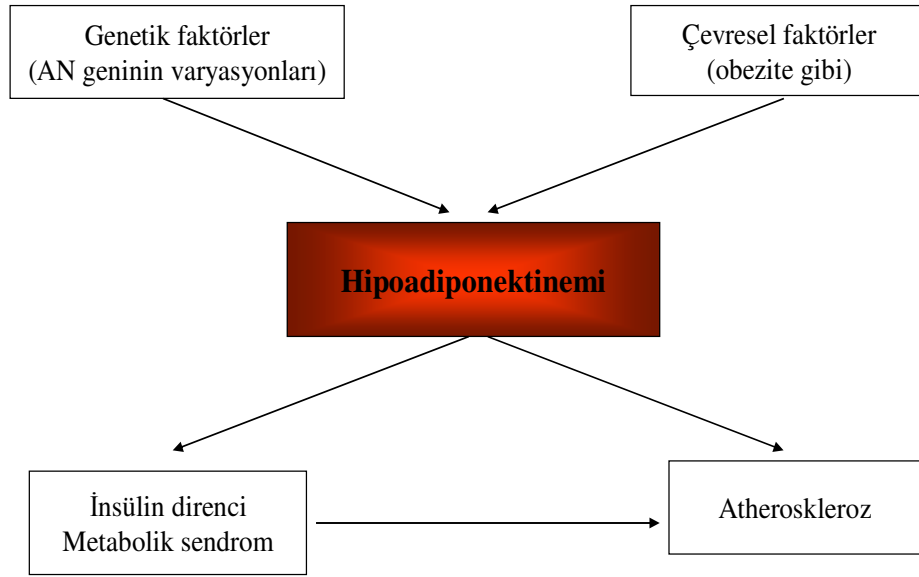 Genetik faktörler
(AN geninin varyasyonları)
Çevresel faktörler
(obezite gibi)
Hipoadiponektinemi
İnsülin direnci
Metabolik sendrom
Atheroskleroz